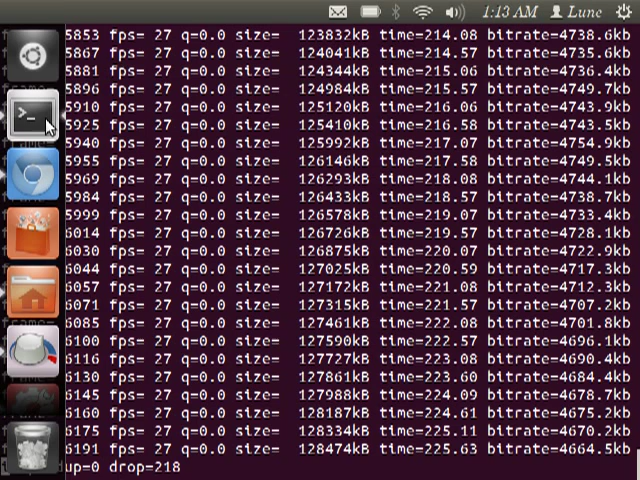 1:13 AM Lune
5853 fps= 27 q=0.0 size= 123832kB time=214.08 bitrate=4738.6kb
5867 fps= 27 q=0.0 size= 124041kB time=214.57 bitrate=4735.6kb
5881 fps= 27 q=0.0 size= 124344kB time=215.06 bitrate=4736.4kb
5896 fps= 27 q=0.0 size= 124984kB time=215.57 bitrate=4749.7kb
5910 fps= 27 q=0.0 size= 125120kB time=216.06 bitrate=4743.9kb
5925 fps= 27 q=0.0 size= 125410kB time=216.58 bitrate=4743.5kb
5940 fps= 27 q=0.0 size= 125992kB time=217.07 bitrate=4754.9kb
5955 fps= 27 q=0.0 size= 126146kB time=217.58 bitrate=4749.5kb
5969 fps= 27 q=0.0 size= 126293kB time=218.08 bitrate=4744.1kb
5984 fps= 27 q=0.0 size= 126433kB time=218.57 bitrate=4738.7kb
5999 fps= 27 q=0.0 size= 126578kB time=219.07 bitrate=4733.4kb
6014 fps= 27 q=0.0 size= 126726kB time=219.57 bitrate=4728.1kb
6030 fps= 27 q=0.0 size= 126875kB time=220.07 bitrate=4722.9kb
6044 fps= 27 q=0.0 size= 127025kB time=220.59 bitrate=4717.3kb
6057 fps= 27 q=0.0 size= 127172kB time=221.08 bitrate=4712.3kb
6071 fps= 27 q=0.0 size= 127315kB time=221.57 bitrate=4707.2kb
6085 fps= 27 q=0.0 size= 127461kB time=222.08 bitrate=4701.8kb
6100 fps= 27 q=0.0 size= 127590kB time=222.57 bitrate=4696.1kb
6116 fps= 27 q=0.0 size= 127727kB time=223.08 bitrate=4690.4kb
6130 fps= 27 q=0.0 size= 127861kB time=223.60 bitrate=4684.4kb
6145 fps= 27 q=0.0 size= 127988kB time=224.09 bitrate=4678.7kb
6160 fps= 27 q=0.0 size= 128187kB time=224.61 bitrate=4675.2kb
6175 fps= 27 q=0.0 size= 128334kB time=225.11 bitrate=4670.2kb
6191 fps= 27 q=0.0 size= 128474kB time=225.63 bitrate=4664.5kb
up=0 drop=218